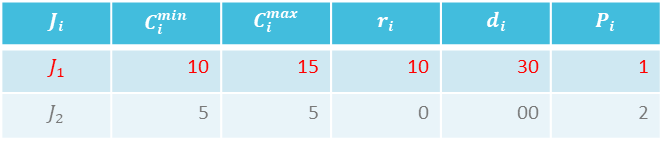 J_i C_i^min C_i^max r_i d_i P_i
J_1 10 15 10 30 1
J_2 5 5 0 00 2